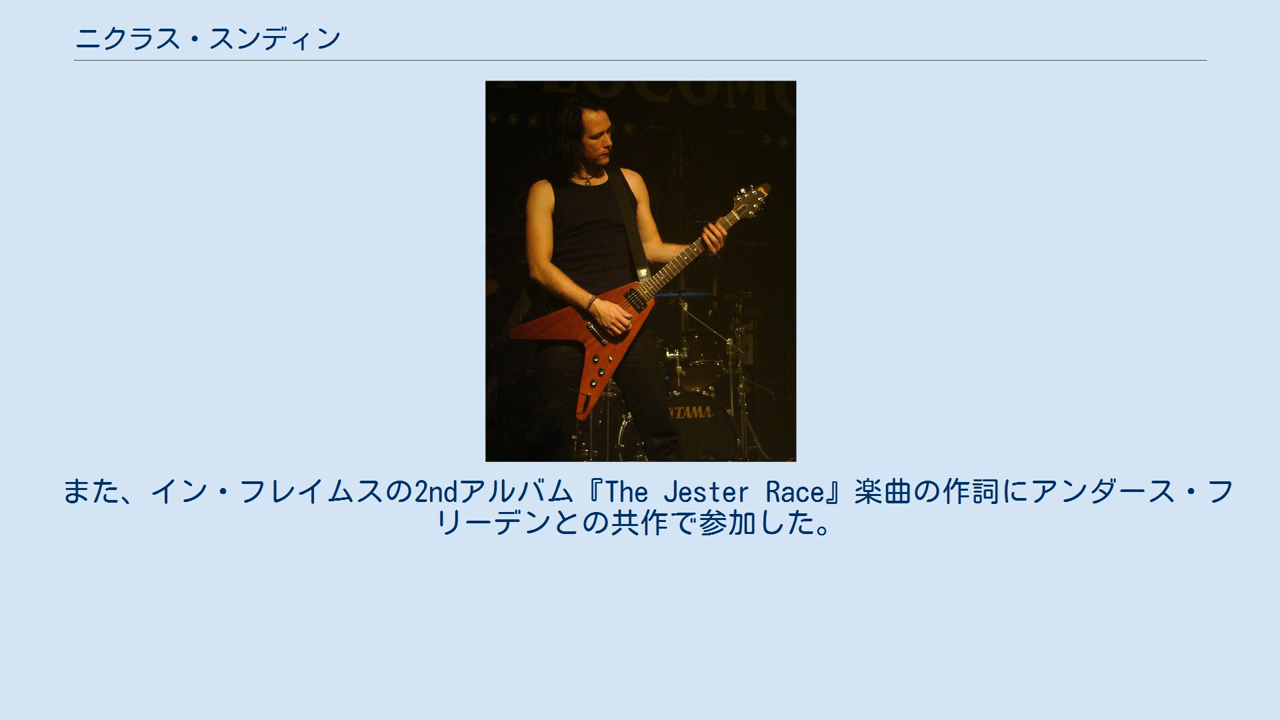 ニクラス・スンディン
TAMA
また、イン・フレイムスの2ndアルバム『The Jester Race』楽曲の作詞にアンダース・フ
リーデンとの共作で参加した。